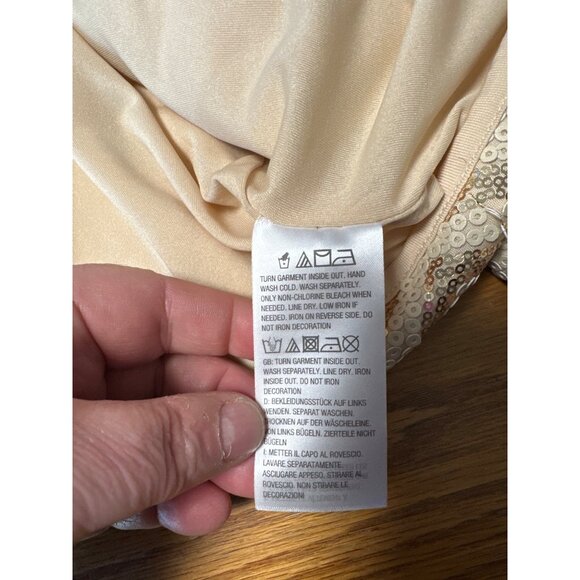 TURN GARMENT INSIDE OUT. HAND
WASH COLD. WASH SEPARATELY.
ONLY NON-CHLORINE BLEACH WHEN
NEEDED. LINE DRY. LOW IRON IF
NEEDED. IRON ON REVERSE SIDE. DO
NOT IRON DECORATION
GB: TURN GARMENT INSIDE OUT.
WASH SEPARATELY. LINE DRY. IRON
INSIDE OUT. DO NOT IRON
DECORATION
D: BEKLEIDUNGSSTÜCK AUF LINKS
WENDEN. SEPARAT WASCHEN.
TROCKNEN AUF DER WÄSCHELEINE.
VON LINKS BÜGELN. ZIERTEILE NICHT
BÜGELN
I: METTER IL CAPO AL ROVESCIO.
LAVARE SEPARATAMENTE.
ASCIUGARE APPESO. STIRARE AL
ROVESCIO. NON STIRARE LE
DECORAZIONI